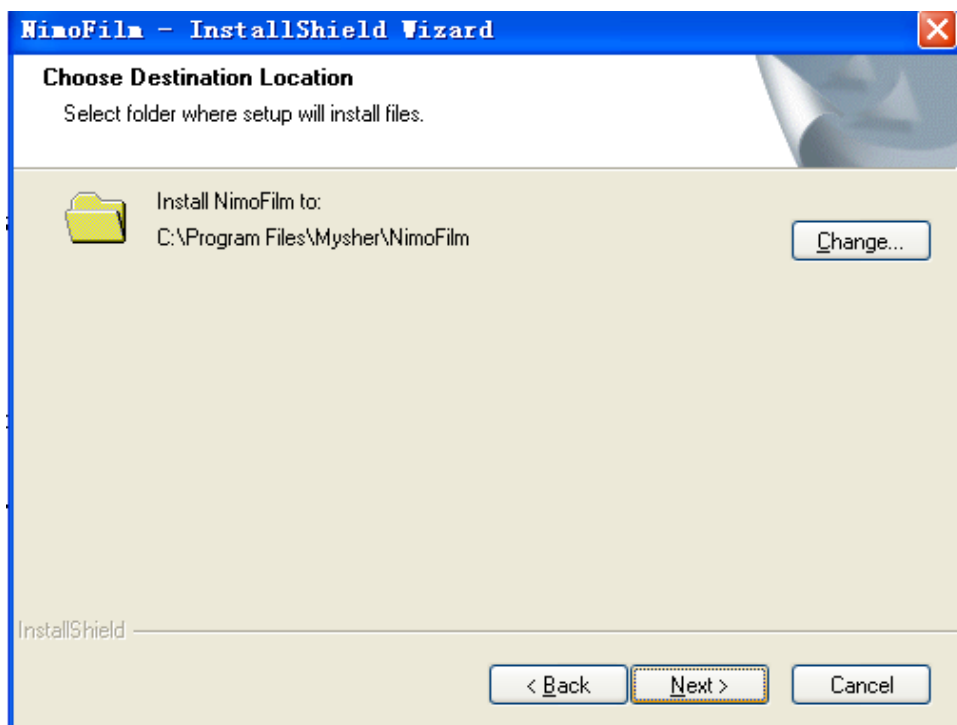 NimoFilm - InstallShield Wizard
Choose Destination Location
Select folder where setup will install files.
Install NimoFilm to:
C:\Program Files\Mysher\NimoFilm
Change...
InstallShield
< Back
Next >
Cancel